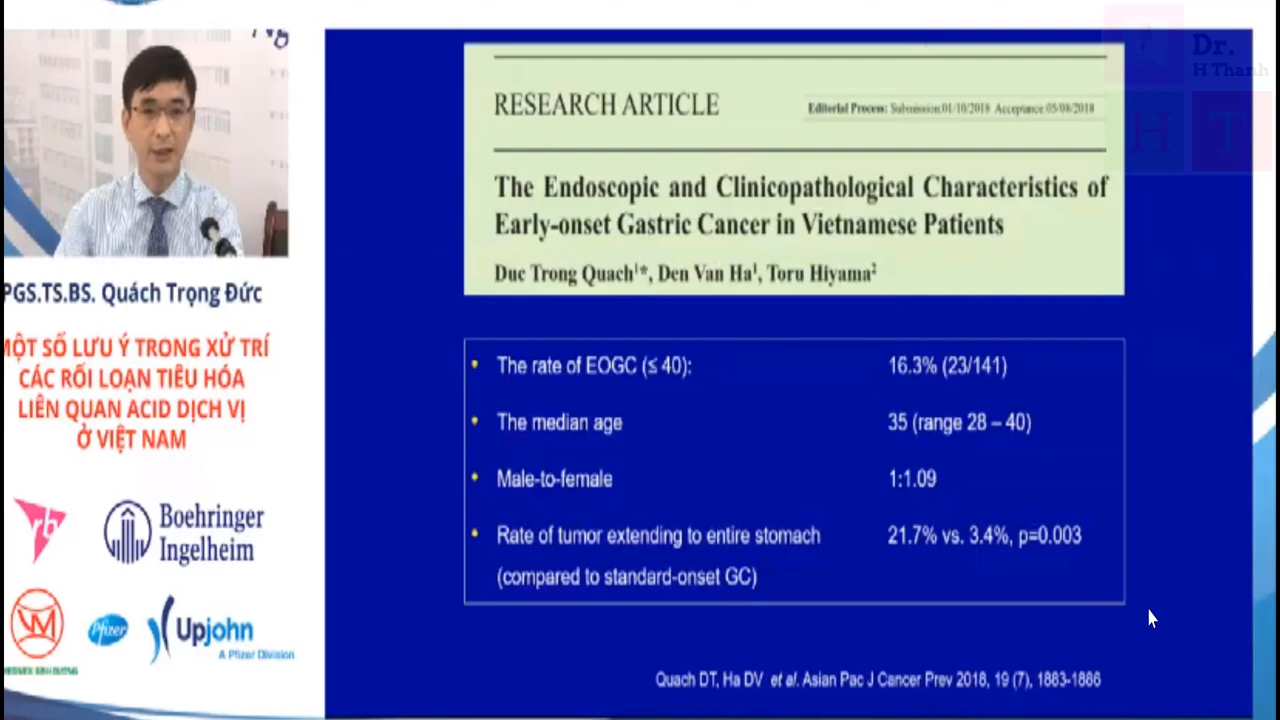 Ng
Dr.
H Thanh
H T
RESEARCH ARTICLE
Editorial Process: Submission:01/10/2018 Acceptance:05/08/2018
The Endoscopic and Clinicopathological Characteristics of
Early-onset Gastric Cancer in Vietnamese Patients
Duc Trong Quach¹*, Den Van Ha¹, Toru Hiyama²
PGS.TS.BS. Quách Trọng Đức
MỘT SỐ LƯU Ý TRONG XỬ TRÍ
CÁC RỐI LOẠN TIÊU HÓA
LIÊN QUAN ACID DỊCH VỊ
Ở VIỆT NAM
rb
Boehringer
Ingelheim
Pfizer
Upjohn
A Pfizer Division
• The rate of EOGC (≤ 40): 16.3% (23/141)
• The median age 35 (range 28 – 40)
• Male-to-female 1:1.09
• Rate of tumor extending to entire stomach 21.7% vs. 3.4%, p=0.003
(compared to standard-onset GC)
Quach DT, Ha DV et al. Asian Pac J Cancer Prev 2018, 19 (7), 1883-1886